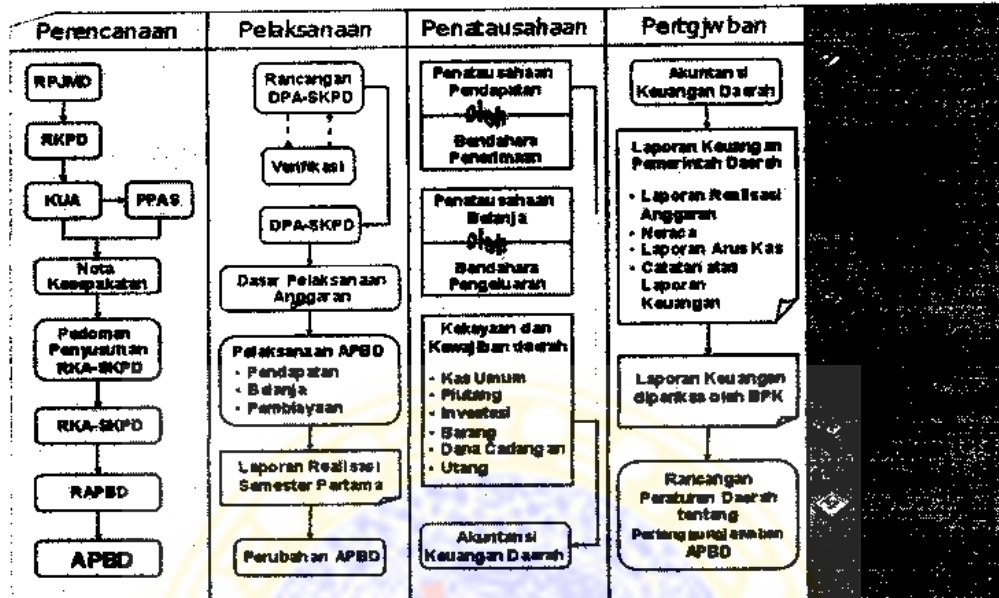 Perencanaan
RPJMD
RKPD
KUA
PPAS
Nota
Kesepakatan
Pedoman
Penyusunan
RKA-SKPD
RKA-SKPD
RAPBD
APBD
Pelaksanaan
Rancangan
DPA-SKPD
Verifikasi
DPA-SKPD
Dasar Pelaksanaan
Anggaran
Pelaksanaan APBD
• Pendapatan
• Belanja
• Pembiayaan
Laporan Realisasi
Semester Pertama
Perubahan APBD
Penatausahaan
Penatausahaan
Pendapatan
Oleh
Bendahara
Penerimaan
Penatausahaan
Belanja
Oleh
Bendahara
Pengeluaran
Kekayaan dan
Kewajiban daerah
• Kas Umum
• Piutang
• Investasi
• Barang
• Dana Cadangan
• Utang
Akuntansi
Keuangan Daerah
Pertgjwban
Akuntansi
Keuangan Daerah
Laporan Keuangan
Pemerintah Daerah
• Laporan Realisasi
Anggaran
• Neraca
• Laporan Arus Kas
• Catatan atas
Laporan
Keuangan
Laporan Keuangan
diperiksa oleh BPK
Rancangan
Peraturan Daerah
tentang
Pertanggungjawaban
APBD